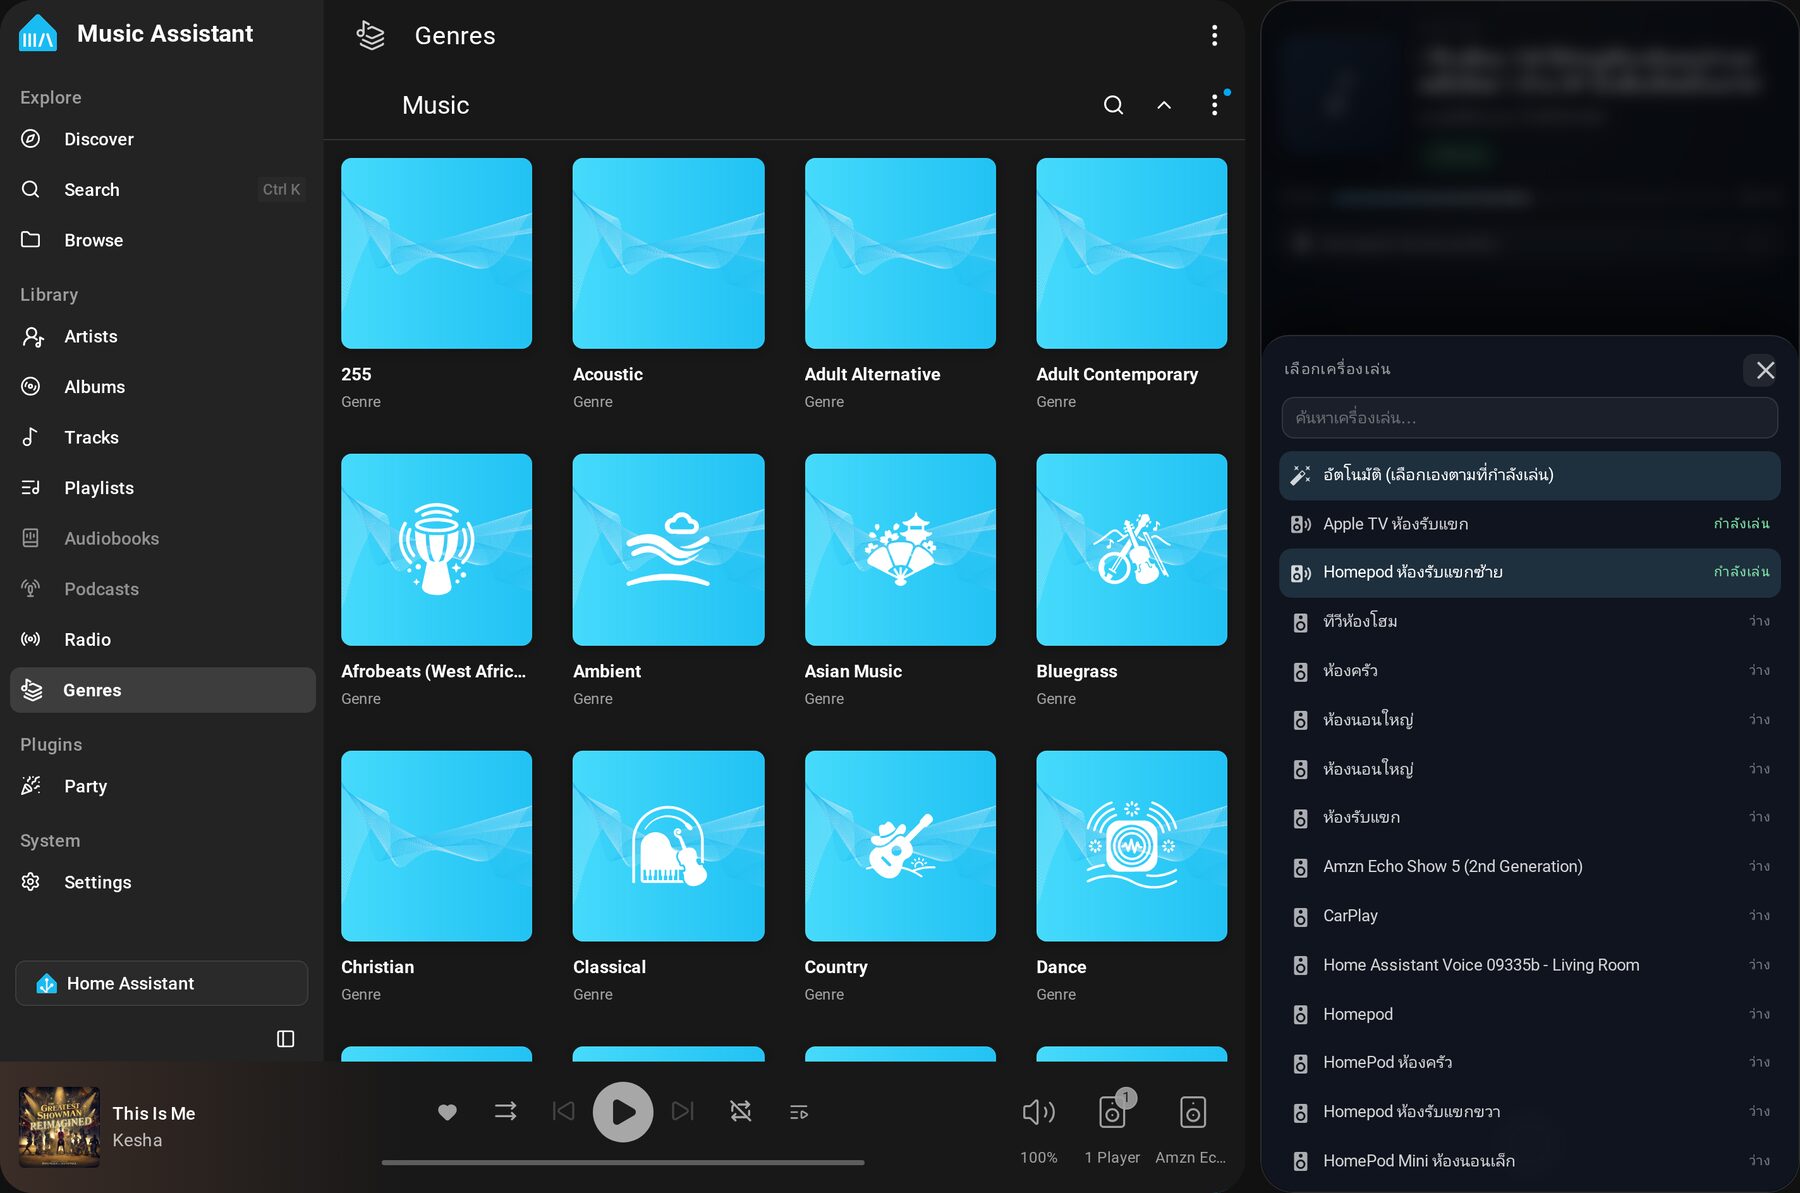 Music Assistant
Explore
Discover
Search Ctrl K
Browse
Library
Artists
Albums
Tracks
Playlists
Audiobooks
Podcasts
Radio
Genres
Plugins
Party
System
Settings
Home Assistant
Genres
Music
255
Genre
Acoustic
Genre
Adult Alternative
Genre
Adult Contemporary
Genre
Afrobeats (West Afric...
Genre
Ambient
Genre
Asian Music
Genre
Bluegrass
Genre
Christian
Genre
Classical
Genre
Country
Genre
Dance
Genre
THE GREATEST SHOWMAN REIMAGINED
This Is Me
Kesha
100%
1
1 Player
Amzn Ec...
เลือกเครื่องเล่น
ค้นหาเครื่องเล่น...
อัตโนมัติ (เลือกเองตามที่กำลังเล่น)
Apple TV ห้องรับแขก กำลังเล่น
Homepod ห้องรับแขกซ้าย กำลังเล่น
ทีวีห้องโฮม ว่าง
ห้องครัว ว่าง
ห้องนอนใหญ่ ว่าง
ห้องนอนใหญ่ ว่าง
ห้องรับแขก ว่าง
Amzn Echo Show 5 (2nd Generation) ว่าง
CarPlay ว่าง
Home Assistant Voice 09335b - Living Room ว่าง
Homepod ว่าง
HomePod ห้องครัว ว่าง
Homepod ห้องรับแขกขวา ว่าง
HomePod Mini ห้องนอนเล็ก ว่าง